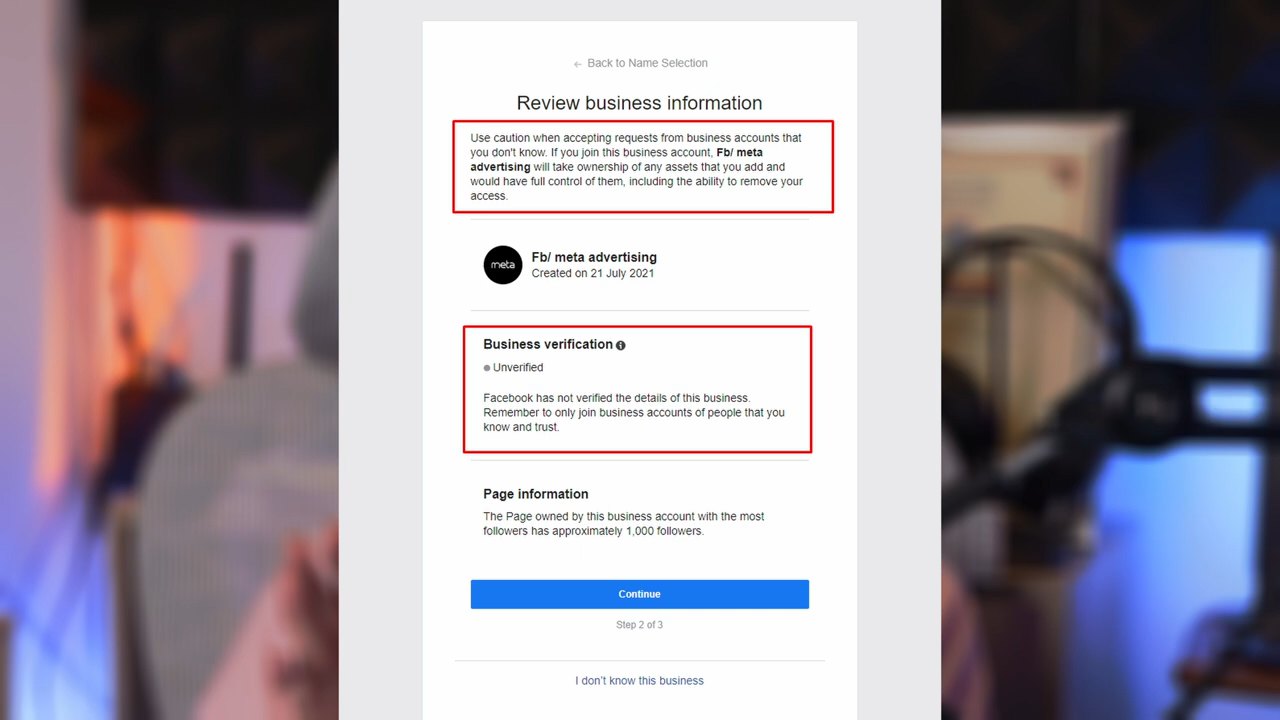 ← Back to Name Selection
Review business information
Use caution when accepting requests from business accounts that
you don't know. If you join this business account, Fb/ meta
advertising will take ownership of any assets that you add and
would have full control of them, including the ability to remove your
access.
meta
Fb/ meta advertising
Created on 21 July 2021
Business verification
Unverified
Facebook has not verified the details of this business.
Remember to only join business accounts of people that you
know and trust.
Page information
The Page owned by this business account with the most
followers has approximately 1,000 followers.
Continue
Step 2 of 3
I don't know this business